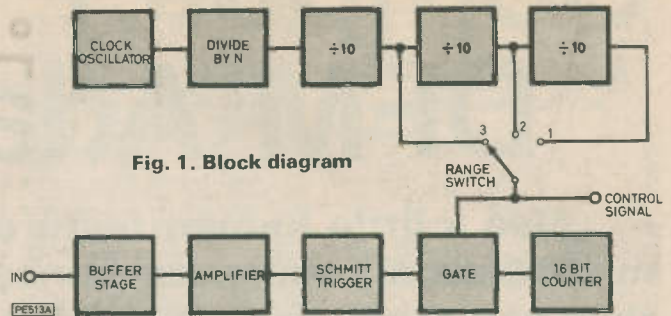 CLOCK
OSCILLATOR
DIVIDE
BY N
÷10
÷10
÷10
3
2
1
RANGE
SWITCH
CONTROL
SIGNAL
Fig. 1. Block diagram
IN
BUFFER
STAGE
AMPLIFIER
SCHMITT
TRIGGER
GATE
16 BIT
COUNTER
PE513A